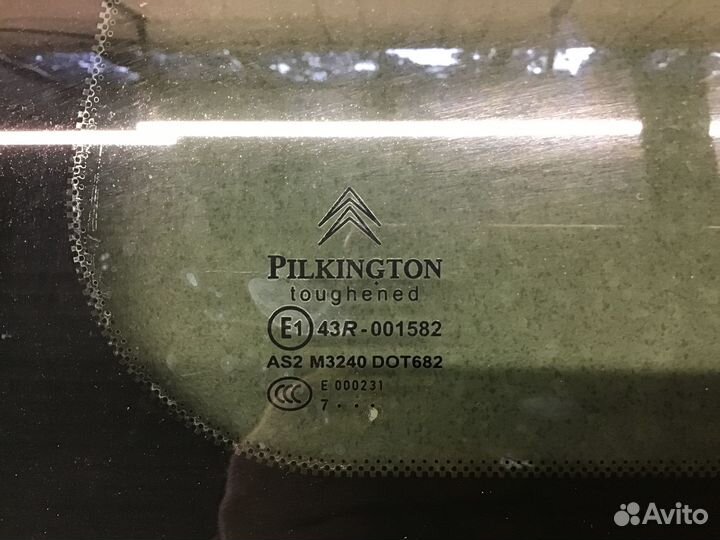 PILKINGTON
toughened
E1 43R-001582
AS2 M3240 DOT682
CCC E 000231
7 · · ·
Avito